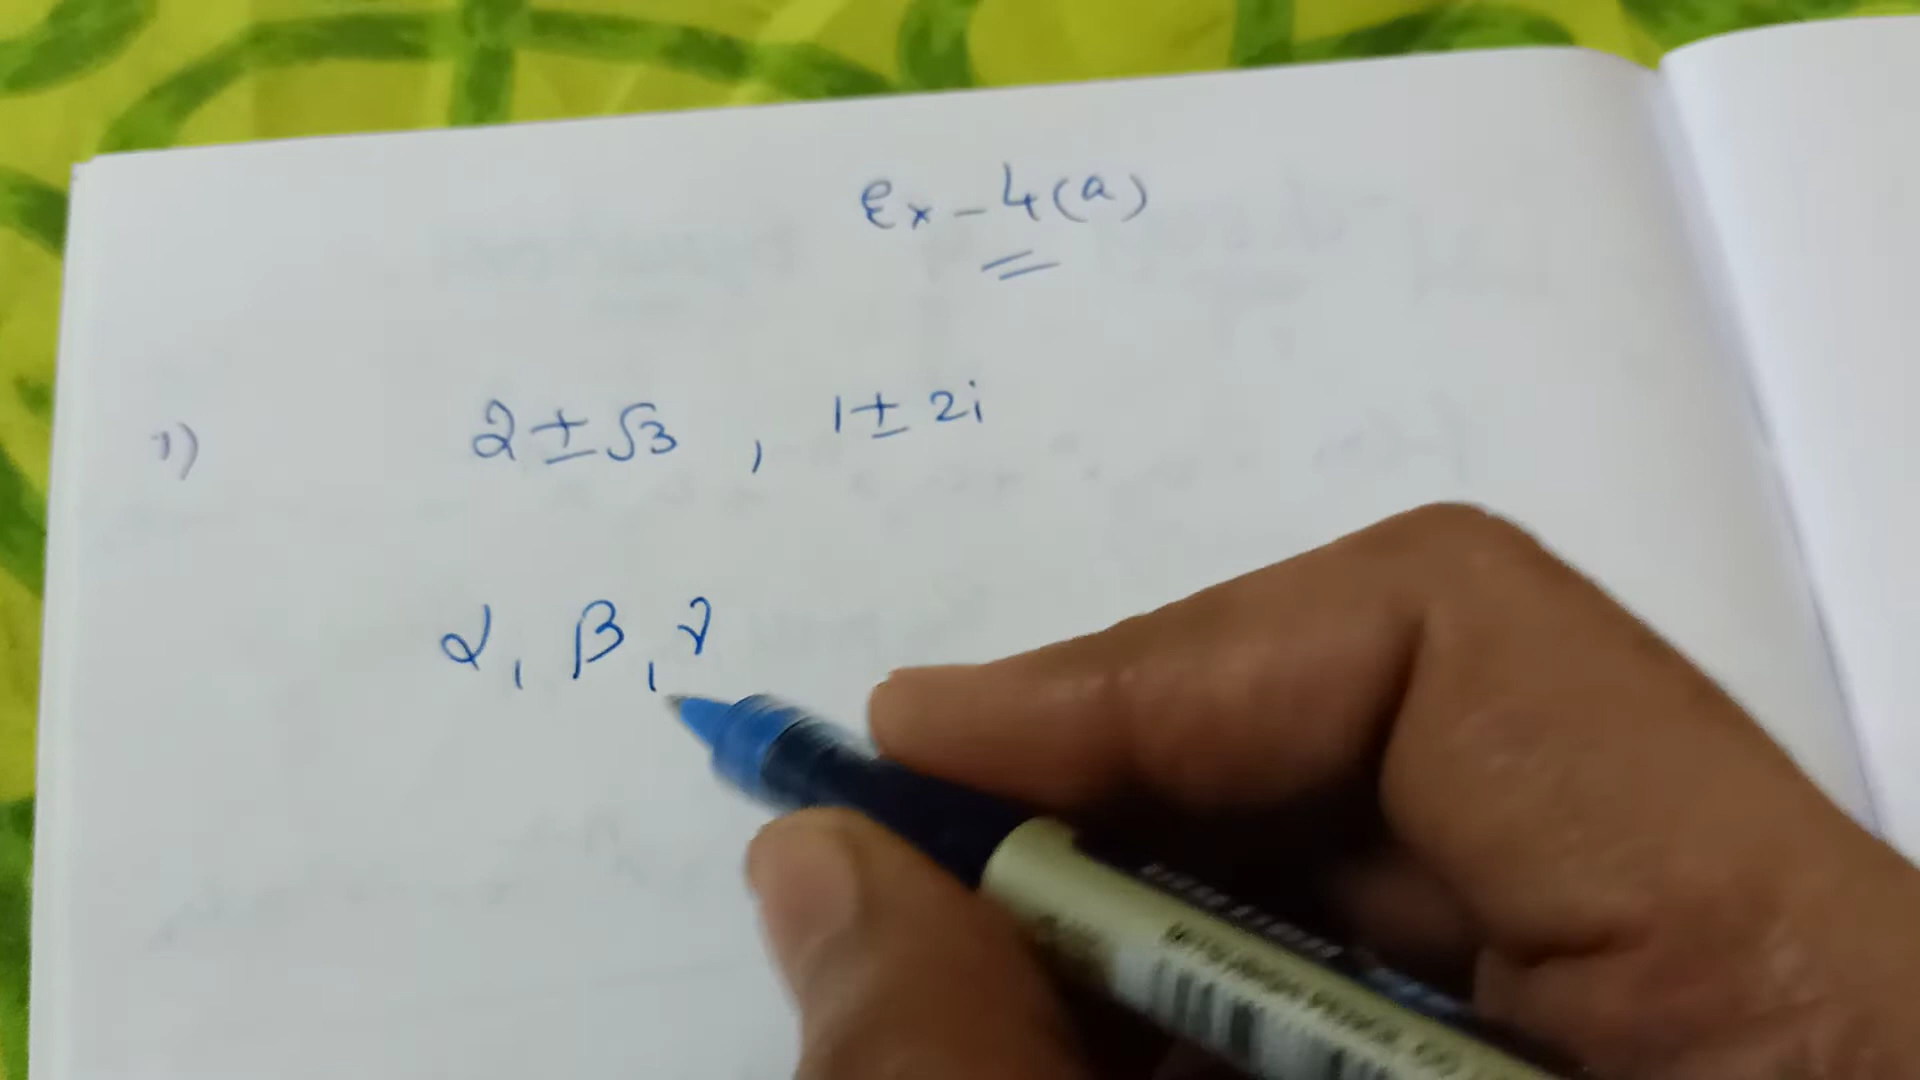 Ex - 4(a)
1) 2 ± √3 , 1 ± 2i
α, β, γ